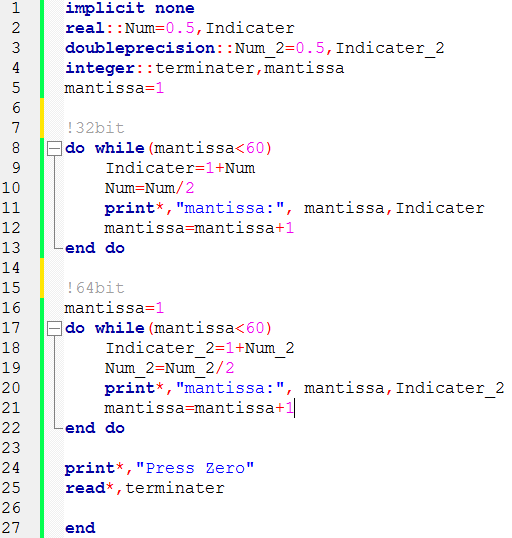 1 implicit none
2 real::Num=0.5,Indicater
3 doubleprecision::Num_2=0.5,Indicater_2
4 integer::terminater,mantissa
5 mantissa=1
6
7 !32bit
8 do while(mantissa<60)
9     Indicater=1+Num
10     Num=Num/2
11     print*,"mantissa:", mantissa,Indicater
12     mantissa=mantissa+1
13 end do
14
15 !64bit
16 mantissa=1
17 do while(mantissa<60)
18     Indicater_2=1+Num_2
19     Num_2=Num_2/2
20     print*,"mantissa:", mantissa,Indicater_2
21     mantissa=mantissa+1
22 end do
23
24 print*,"Press Zero"
25 read*,terminater
26
27 end